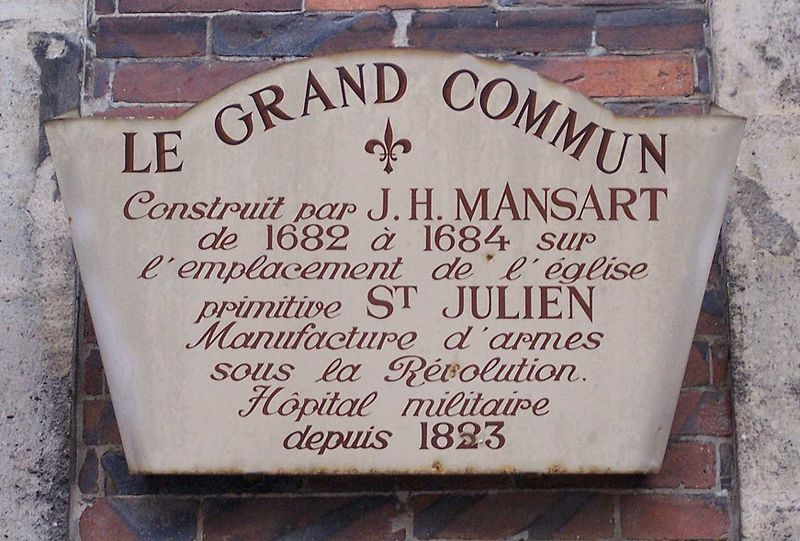 LE GRAND COMMUN
Construit par J. H. MANSART
de 1682 à 1684 sur
l'emplacement de l'église
primitive ST JULIEN
Manufacture d'armes
sous la Révolution.
Hôpital militaire
depuis 1823